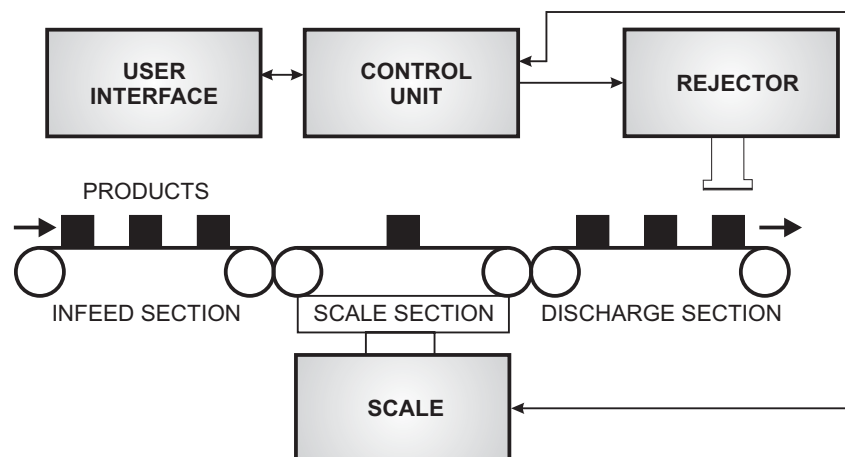 USER
INTERFACE
CONTROL
UNIT
REJECTOR
PRODUCTS
INFEED SECTION
SCALE SECTION
DISCHARGE SECTION
SCALE